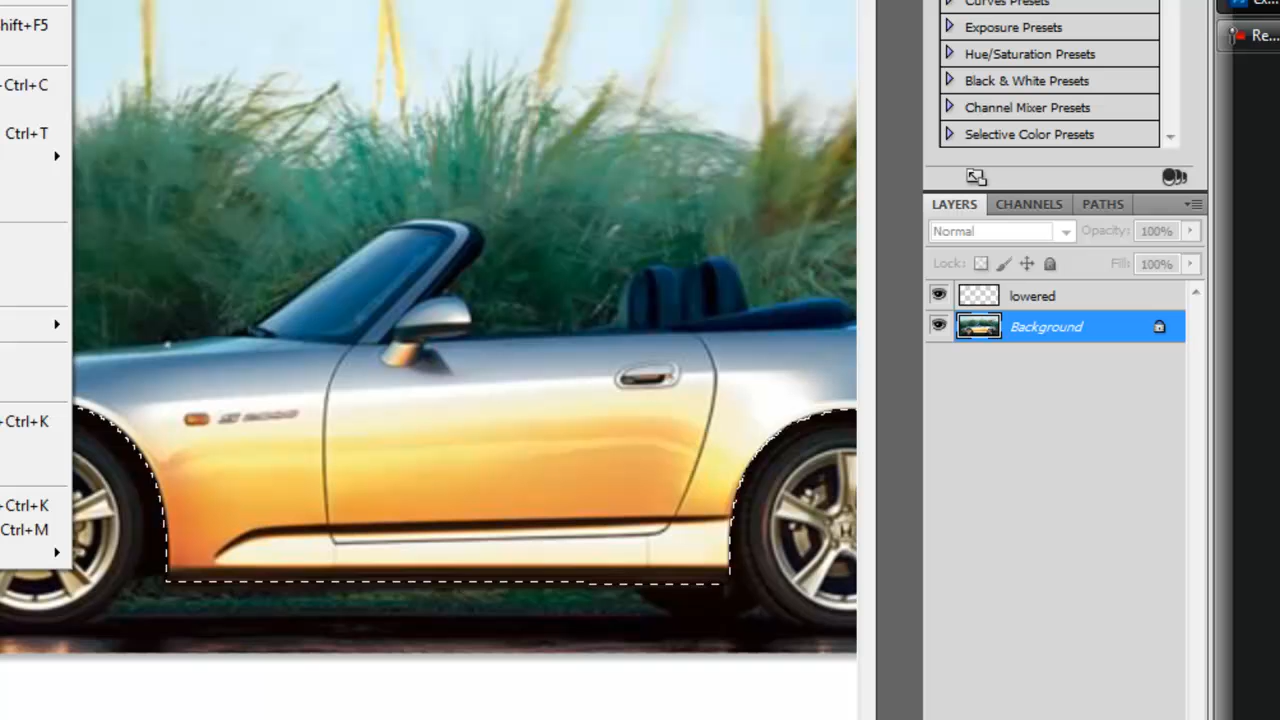 hift+F5
Ctrl+C
Ctrl+T
Ctrl+K
Ctrl+K
Ctrl+M
Curves Presets
Exposure Presets
Hue/Saturation Presets
Black & White Presets
Channel Mixer Presets
Selective Color Presets
LAYERS CHANNELS PATHS
Normal Opacity: 100%
Lock: Fill: 100%
lowered
Background
Re...